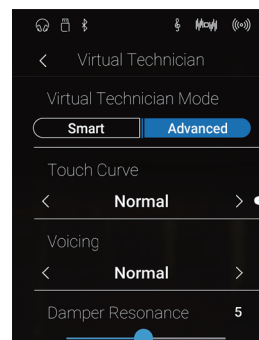 Virtual Technician
Virtual Technician Mode
Smart Advanced
Touch Curve
Normal
Voicing
Normal
Damper Resonance 5